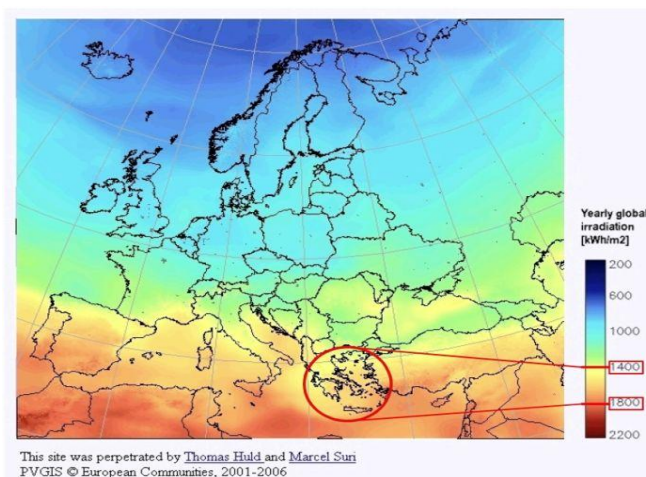 Yearly global
irradiation
[kWh/m2]
200
600
1000
1400
1800
2200
This site was perpetrated by Thomas Huld and Marcel Suri
PVGIS © European Communities, 2001-2006